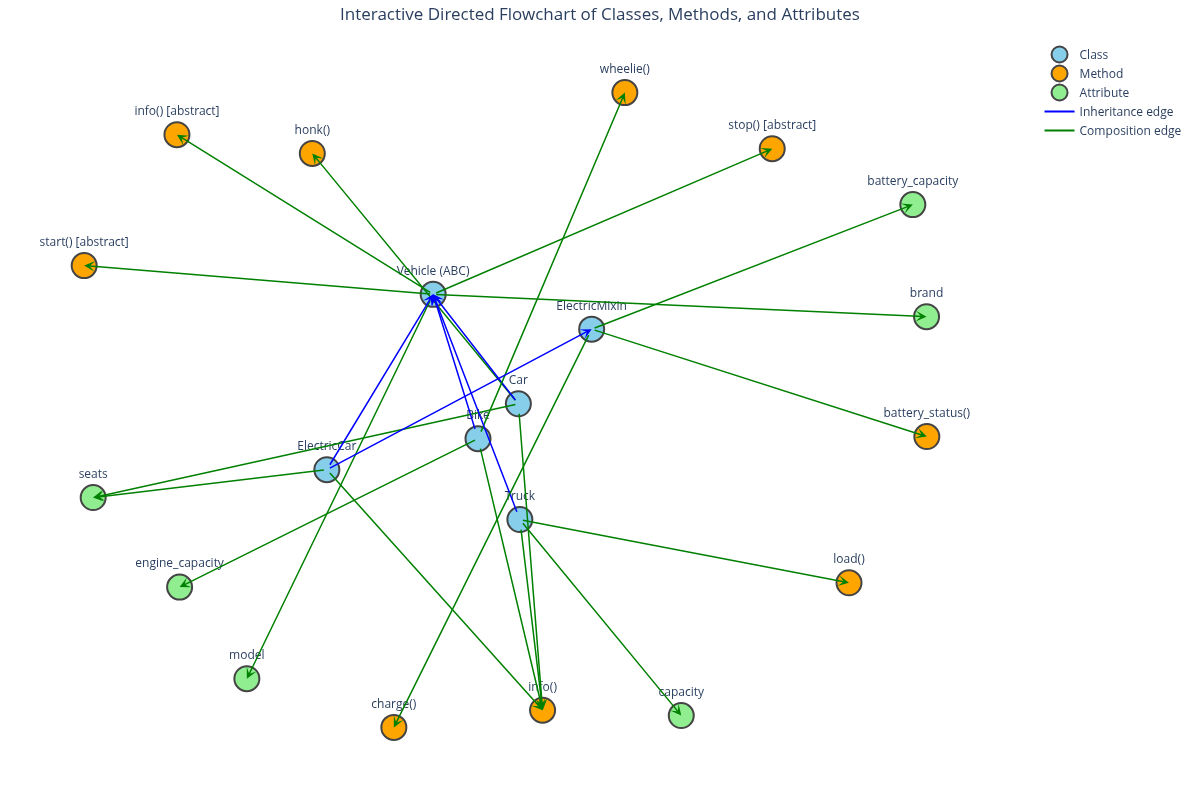 Interactive Directed Flowchart of Classes, Methods, and Attributes
Class
Method
Attribute
Inheritance edge
Composition edge
wheelie()
info() [abstract]
honk()
stop() [abstract]
battery_capacity
start() [abstract]
Vehicle (ABC)
brand
ElectricMixin
Car
Bike
battery_status()
ElectricCar
seats
Truck
engine_capacity
load()
model
info()
capacity
charge()